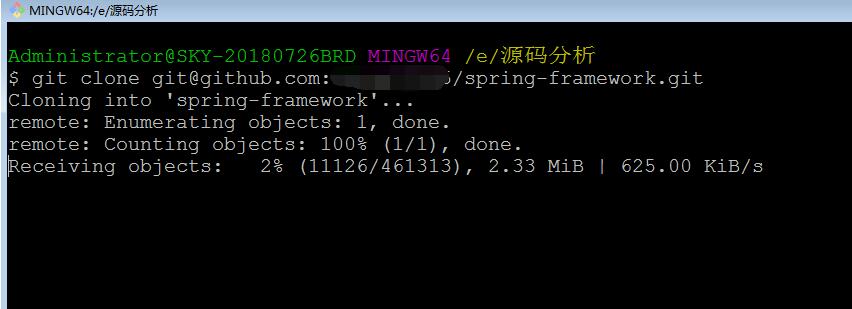 MINGW64:/e/源码分析
Administrator@SKY-20180726BRD MINGW64 /e/源码分析
$ git clone git@github.com: /spring-framework.git
Cloning into 'spring-framework'...
remote: Enumerating objects: 1, done.
remote: Counting objects: 100% (1/1), done.
Receiving objects:   2% (11126/461313), 2.33 MiB | 625.00 KiB/s